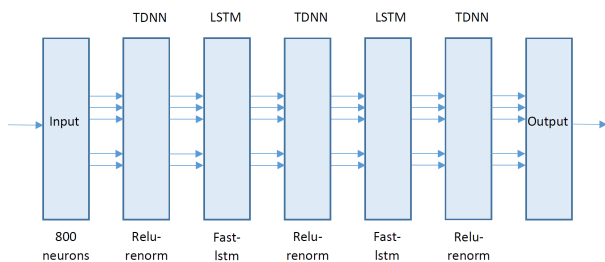 TDNN LSTM TDNN LSTM TDNN
Input Output
800 Relu- Fast- Relu- Fast- Relu-
neurons renorm lstm renorm lstm renorm